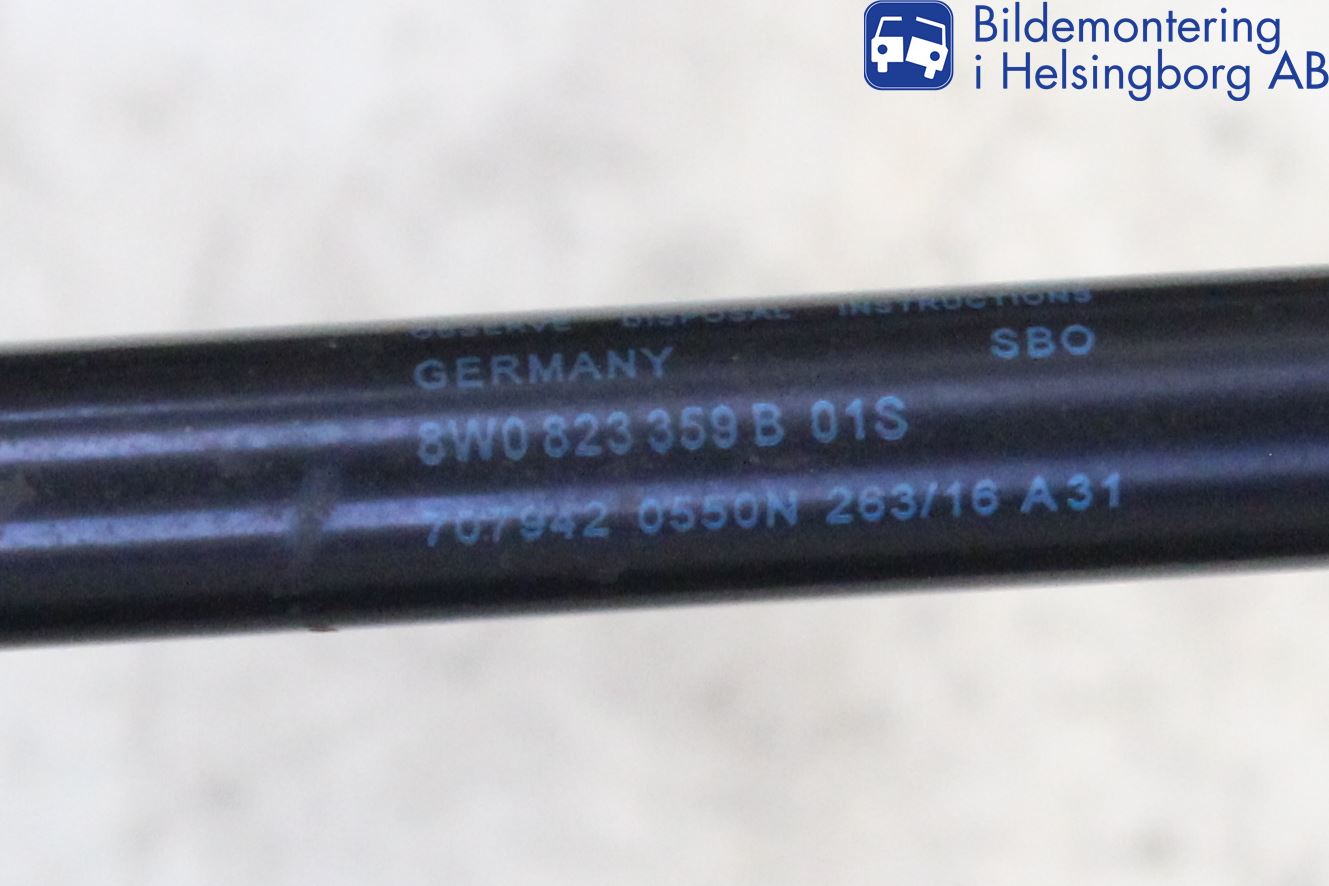 Bildemontering
i Helsingborg AB
OBSERVE DISPOSAL INSTRUCTIONS
GERMANY SBO
8W0 823 359 B 01S
707942 0550N 263/16 A31